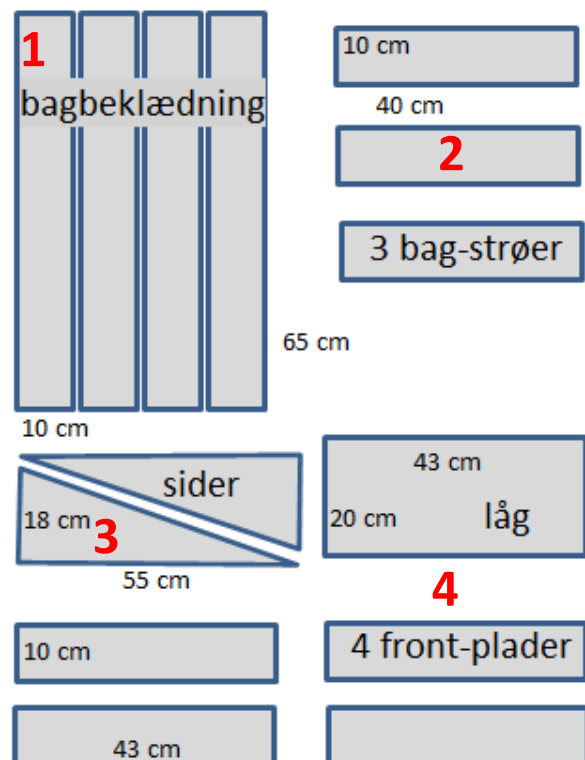 1
bagbeklædning
10 cm
40 cm
2
3 bag-strøer
65 cm
10 cm
sider
18 cm
3
55 cm
43 cm
20 cm
låg
4
10 cm
4 front-plader
43 cm